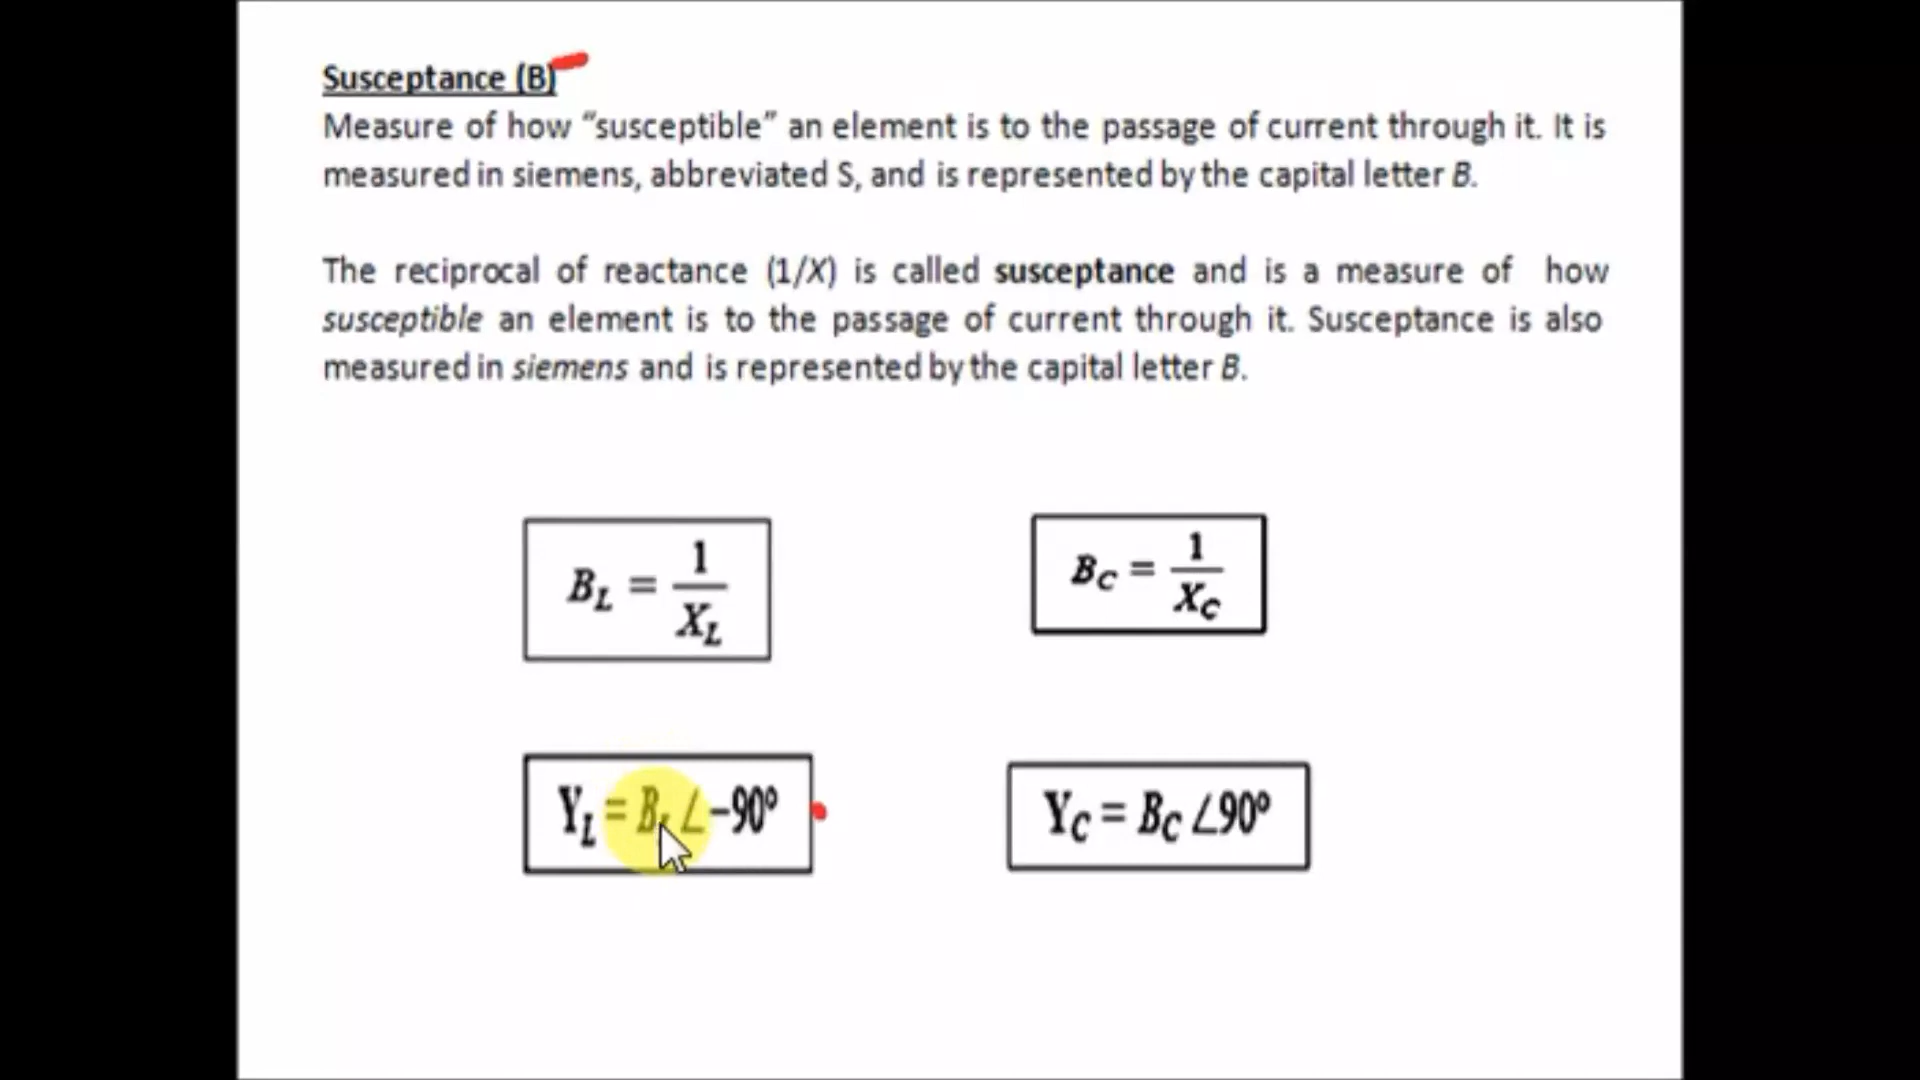 Susceptance (B)
Measure of how “susceptible” an element is to the passage of current through it. It is
measured in siemens, abbreviated S, and is represented by the capital letter B.
The reciprocal of reactance (1/X) is called susceptance and is a measure of how
susceptible an element is to the passage of current through it. Susceptance is also
measured in siemens and is represented by the capital letter B.
B_L = 1/X_L
B_C = 1/X_C
Y_L = B_L ∠−90°
Y_C = B_C ∠90°